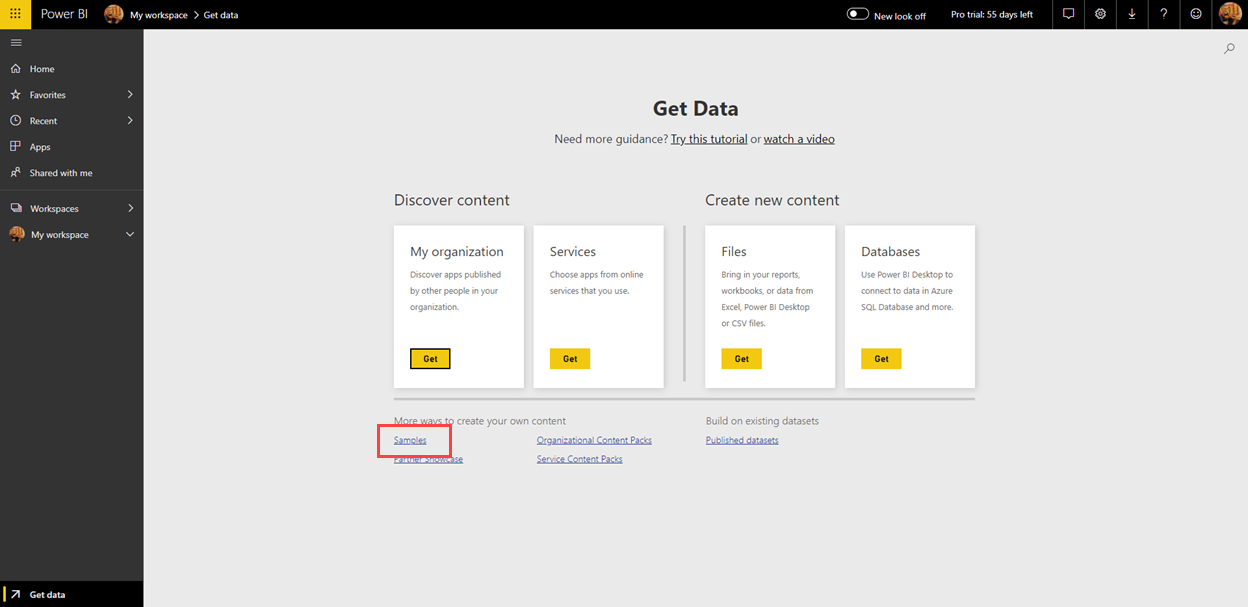 Power BI My workspace > Get data New look off Pro trial: 55 days left ?
Home
Favorites
Recent
Apps
Shared with me
Workspaces
My workspace
Get data
Get Data
Need more guidance? Try this tutorial or watch a video
Discover content
My organization
Discover apps published
by other people in your
organization.
Get
Services
Choose apps from online
services that you use.
Get
Create new content
Files
Bring in your reports,
workbooks, or data from
Excel, Power BI Desktop
or CSV files.
Get
Databases
Use Power BI Desktop to
connect to data in Azure
SQL Database and more.
Get
More ways to create your own content
Samples
Organizational Content Packs
Partner Showcase
Service Content Packs
Build on existing datasets
Published datasets